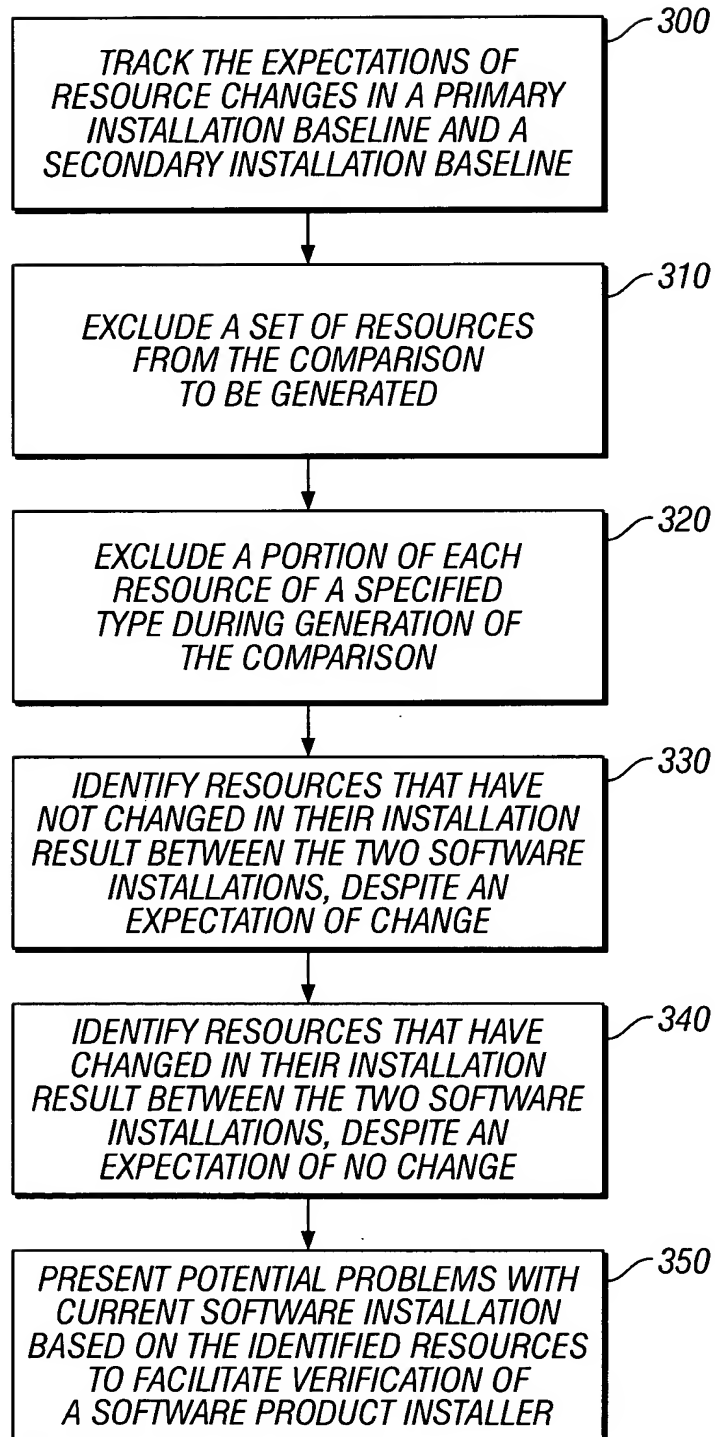 300
TRACK THE EXPECTATIONS OF
RESOURCE CHANGES IN A PRIMARY
INSTALLATION BASELINE AND A
SECONDARY INSTALLATION BASELINE
310
EXCLUDE A SET OF RESOURCES
FROM THE COMPARISON
TO BE GENERATED
320
EXCLUDE A PORTION OF EACH
RESOURCE OF A SPECIFIED
TYPE DURING GENERATION OF
THE COMPARISON
330
IDENTIFY RESOURCES THAT HAVE
NOT CHANGED IN THEIR INSTALLATION
RESULT BETWEEN THE TWO SOFTWARE
INSTALLATIONS, DESPITE AN
EXPECTATION OF CHANGE
340
IDENTIFY RESOURCES THAT HAVE
CHANGED IN THEIR INSTALLATION
RESULT BETWEEN THE TWO SOFTWARE
INSTALLATIONS, DESPITE AN
EXPECTATION OF NO CHANGE
350
PRESENT POTENTIAL PROBLEMS WITH
CURRENT SOFTWARE INSTALLATION
BASED ON THE IDENTIFIED RESOURCES
TO FACILITATE VERIFICATION OF
A SOFTWARE PRODUCT INSTALLER